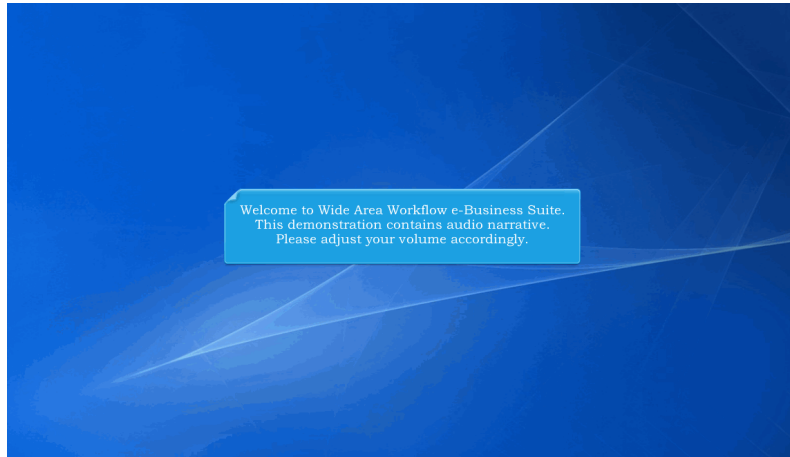 Welcome to Wide Area Workflow e-Business Suite.
This demonstration contains audio narrative.
Please adjust your volume accordingly.